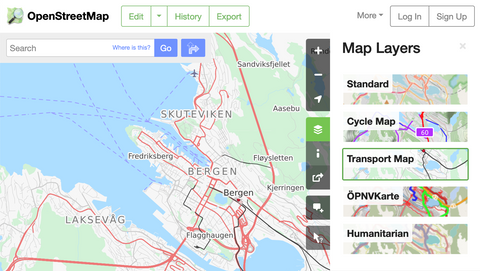 OpenStreetMap
Edit
History
Export
More
Log In
Sign Up
Search
Where is this?
Go
Map Layers
Standard
Cycle Map
60
Transport Map
ÖPNVKarte
Humanitarian
Sandviksfjellet
Aasebu
SKUTEVIKEN
Fredriksberg
Fløysletten
BERGEN
Kjerringen
Bergen
LAKSEVÅG
Flagghaugen